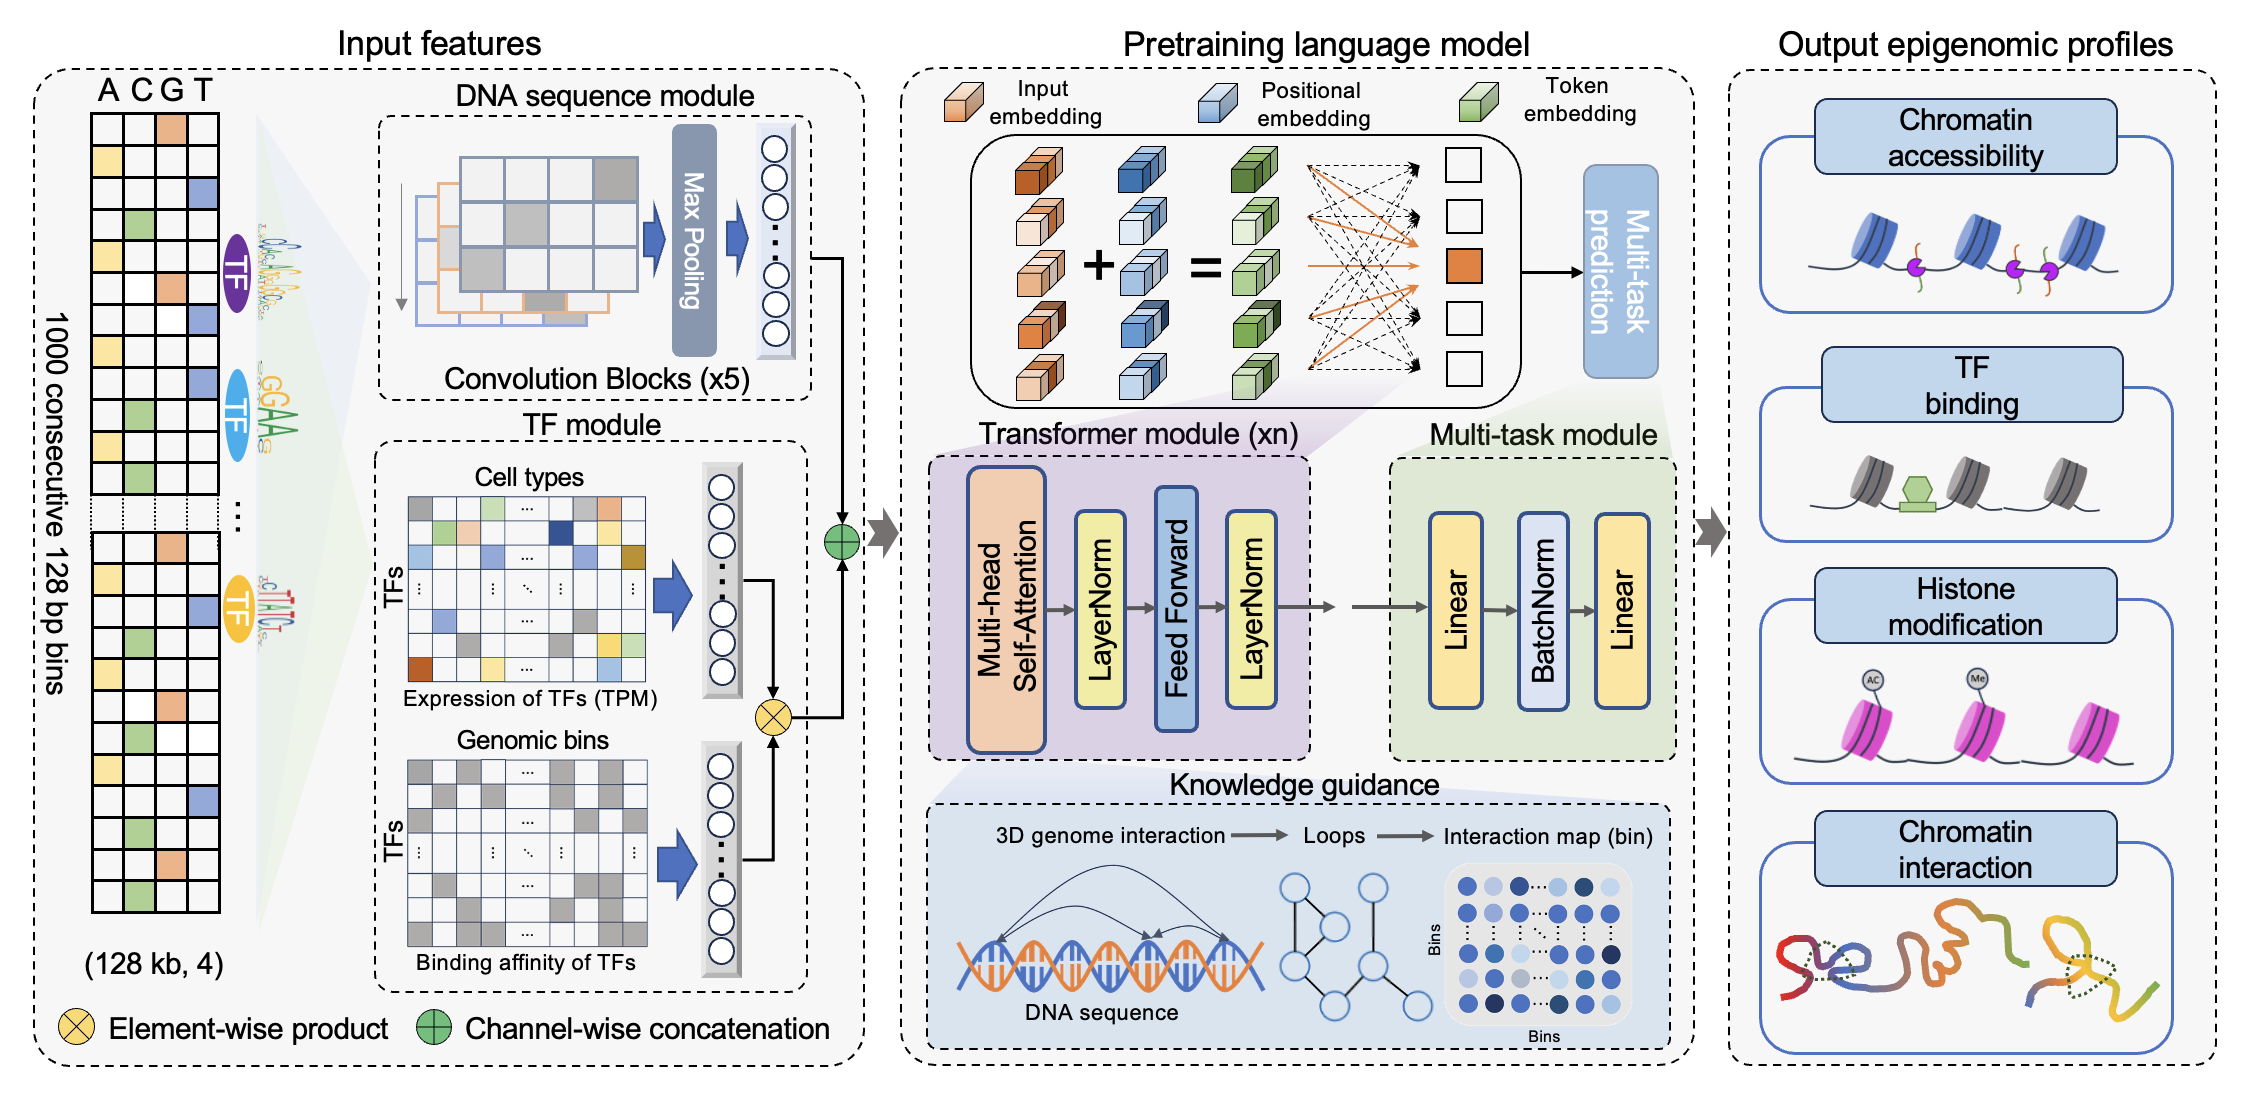 Input features
A C G T
1000 consecutive 128 bp bins
(128 kb, 4)
TF
TF
...
TF
GGAA
DNA sequence module
Max Pooling
Convolution Blocks (x5)
TF module
Cell types
TFs
Expression of TFs (TPM)
Genomic bins
TFs
Binding affinity of TFs
Element-wise product
Channel-wise concatenation
Pretraining language model
Input
embedding
Positional
embedding
Token
embedding
+
=
Multi-task
prediction
Transformer module (xn)
Multi-head
Self-Attention
LayerNorm
Feed Forward
LayerNorm
Multi-task module
Linear
BatchNorm
Linear
Knowledge guidance
3D genome interaction
Loops
Interaction map (bin)
DNA sequence
Bins
Bins
Output epigenomic profiles
Chromatin
accessibility
TF
binding
Histone
modification
AC
Me
Chromatin
interaction